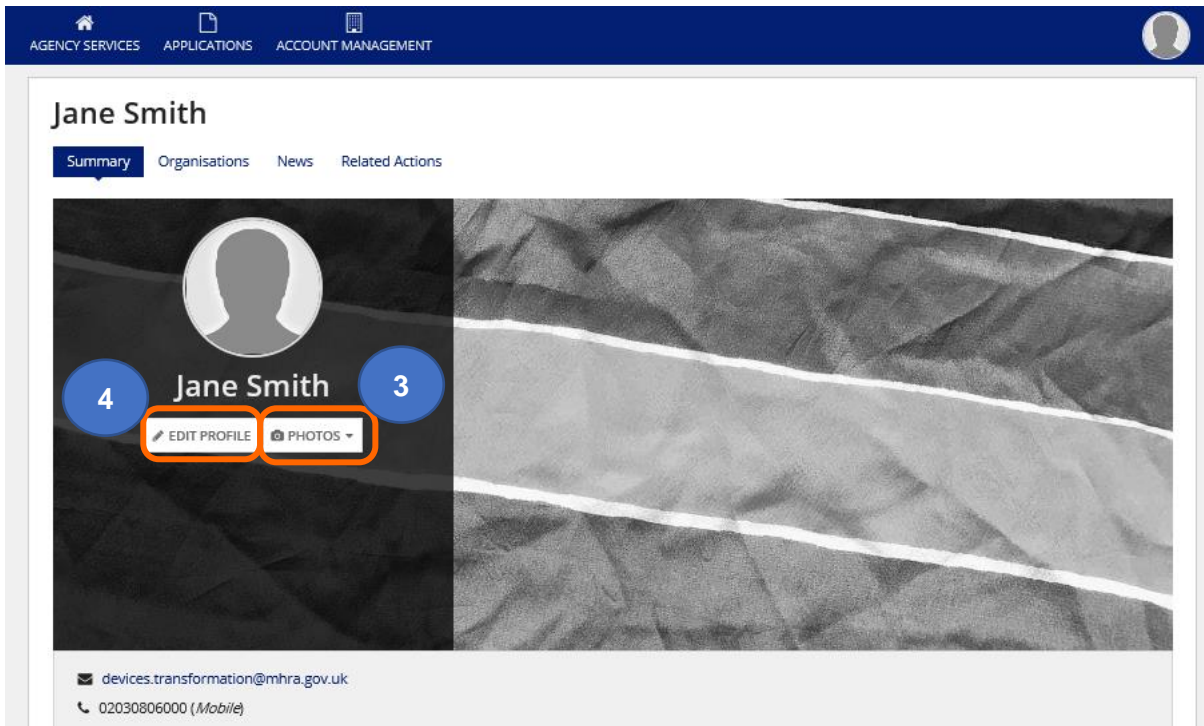 AGENCY SERVICES APPLICATIONS ACCOUNT MANAGEMENT
Jane Smith
Summary Organisations News Related Actions
4 Jane Smith 3
EDIT PROFILE PHOTOS
devices.transformation@mhra.gov.uk
02030806000 (Mobile)